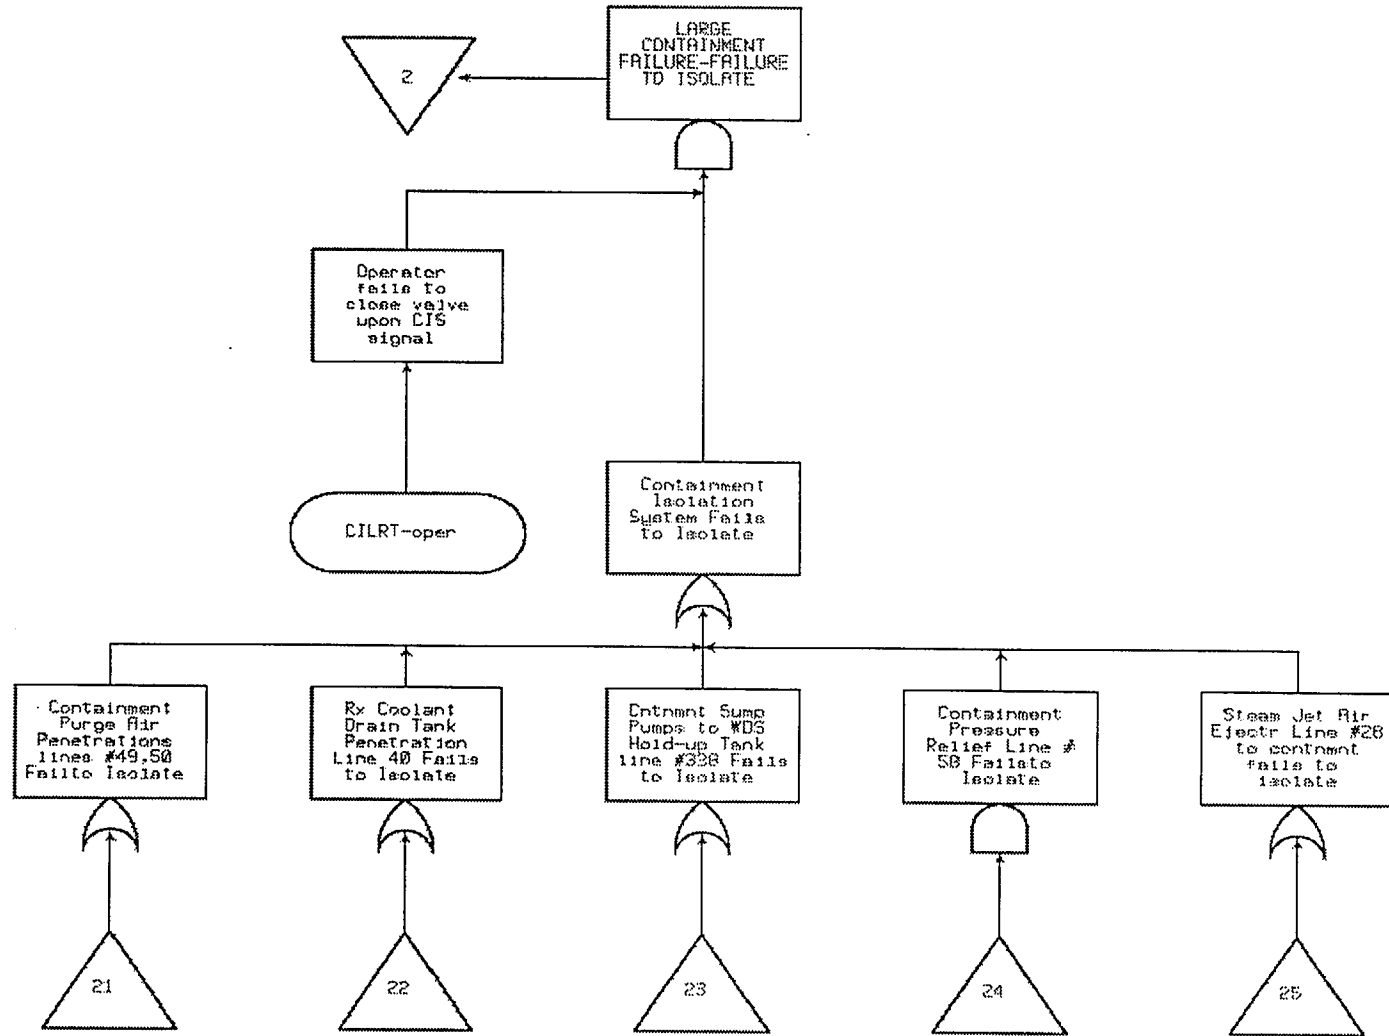 LARGE
CONTAINMENT
FAILURE-FAILURE
TO ISOLATE
2
Operator
fails to
close valve
upon CIS
signal
CILRT-oper
Containment
Isolation
System Fails
to Isolate
Containment
Purge Air
Penetrations
lines #49,50
Failto Isolate
Rx Coolant
Drain Tank
Penetration
Line 40 Fails
to Isolate
Cntnmnt Sump
Pumps to WDS
Hold-up Tank
line #330 Fails
to Isolate
Containment
Pressure
Relief Line #
50 Failsto
Isolate
Steam Jet Air
Ejectr Line #28
to contnmnt
fails to
isolate
21
22
23
24
25